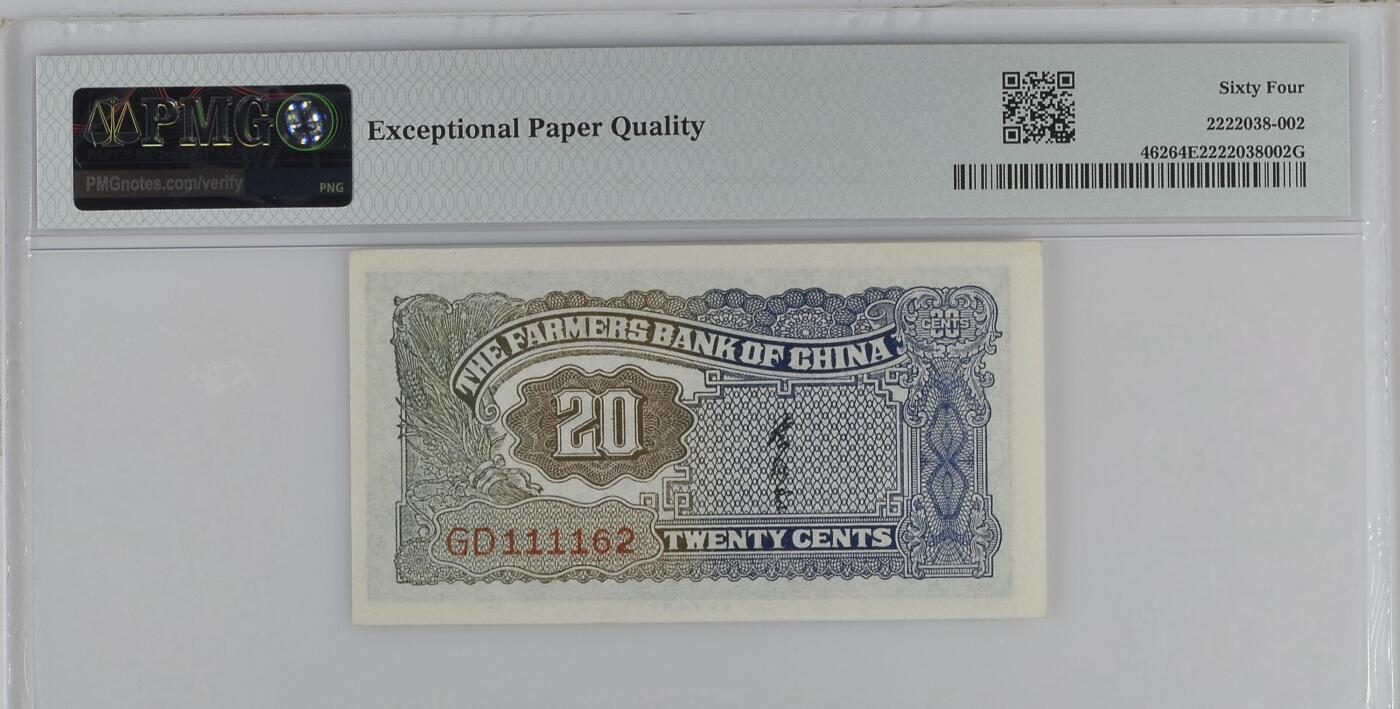 PMG
PMGnotes.com/verify
PNG
Exceptional Paper Quality
Sixty Four
2222038-002
46264E2222038002G
THE FARMERS BANK OF CHINA
20
CENTS
20
GD111162
TWENTY CENTS